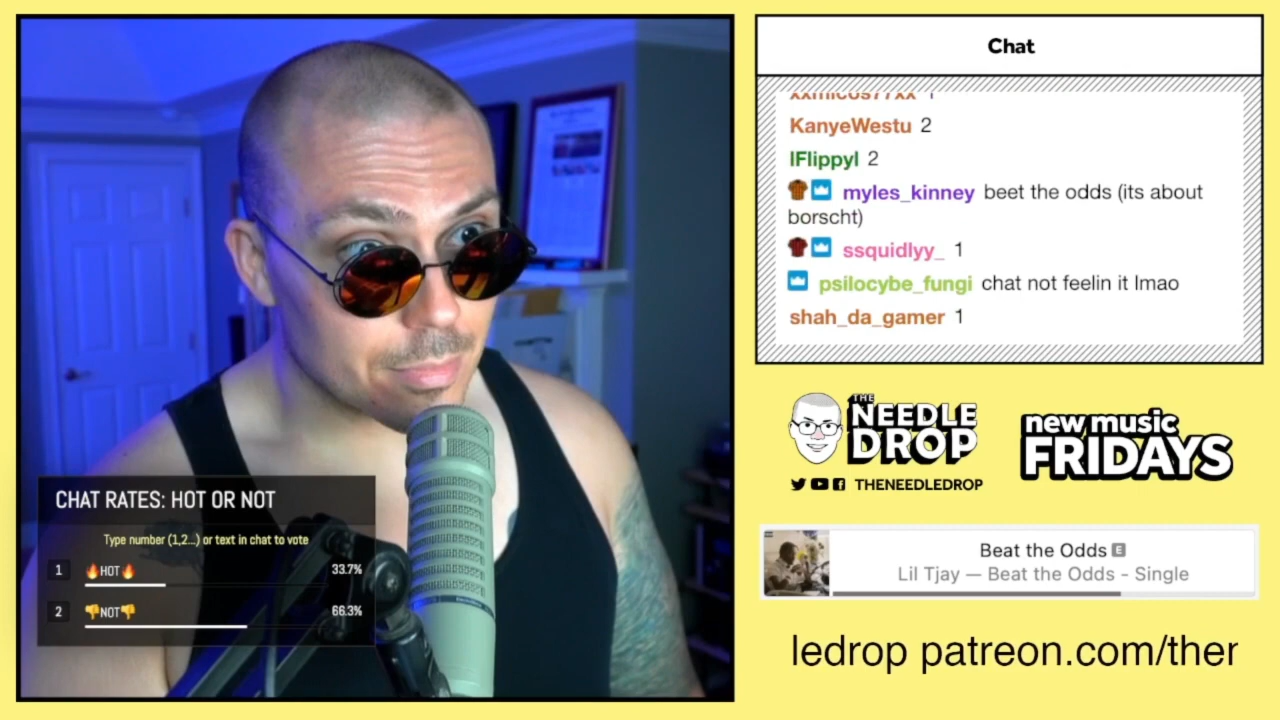 Chat
KanyeWestu 2
IFlippyI 2
myles_kinney beet the odds (its about
borscht)
ssquidlyy_ 1
psilocybe_fungi chat not feelin it lmao
shah_da_gamer 1
THE
NEEDLE
DROP
THENEEDLEDROP
new music
FRIDAYS
Beat the Odds E
Lil Tjay — Beat the Odds - Single
ledrop patreon.com/ther
CHAT RATES: HOT OR NOT
Type number (1,2...) or text in chat to vote
1 🔥HOT🔥 33.7%
2 👎NOT👎 66.3%